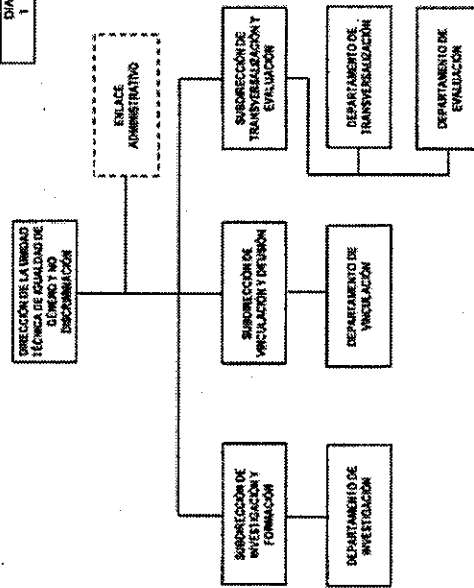 DÍA
1
DIRECCIÓN DE LA UNIDAD
TÉCNICA DE IGUALDAD DE
GÉNERO Y NO
DISCRIMINACIÓN
ENLACE
ADMINISTRATIVO
SUBDIRECCIÓN DE
INVESTIGACIÓN Y
FORMACIÓN
SUBDIRECCIÓN DE
VINCULACIÓN Y DIFUSIÓN
SUBDIRECCIÓN DE
TRANSVERSALIZACIÓN Y
EVALUACIÓN
DEPARTAMENTO DE
INVESTIGACIÓN
DEPARTAMENTO DE
VINCULACIÓN
DEPARTAMENTO DE
TRANSVERSALIZACIÓN
DEPARTAMENTO DE
EVALUACIÓN